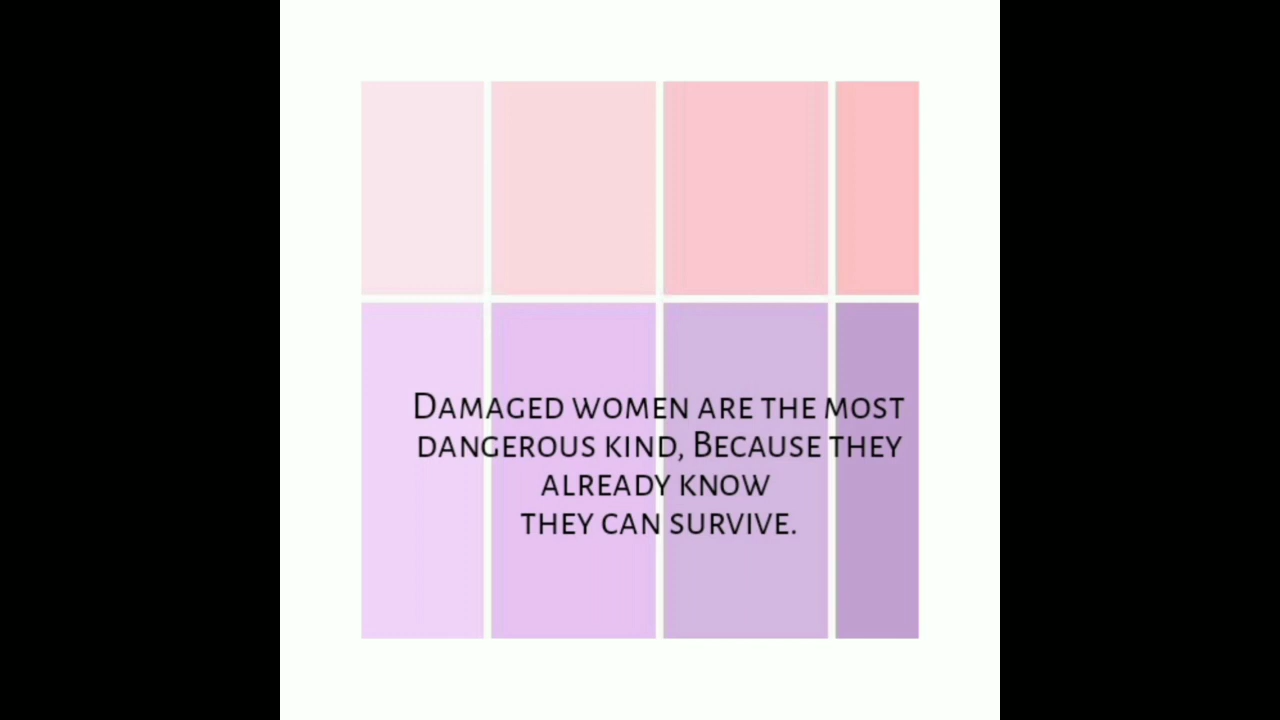 Damaged women are the most
dangerous kind, Because they
already know
they can survive.